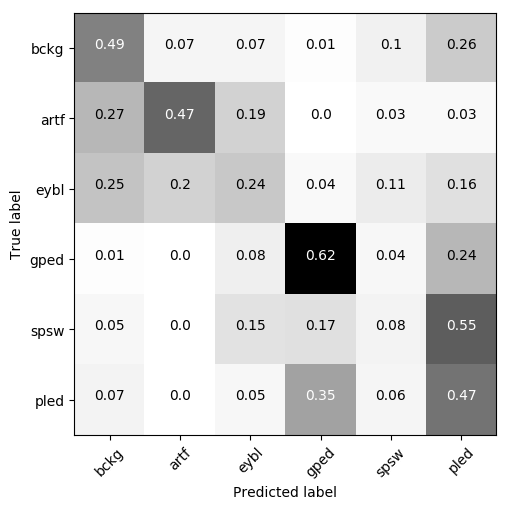 bckg 0.49 0.07 0.07 0.01 0.1 0.26
artf 0.27 0.47 0.19 0.0 0.03 0.03
eybl 0.25 0.2 0.24 0.04 0.11 0.16
gped 0.01 0.0 0.08 0.62 0.04 0.24
spsw 0.05 0.0 0.15 0.17 0.08 0.55
pled 0.07 0.0 0.05 0.35 0.06 0.47
bckg artf eybl gped spsw pled
True label
Predicted label